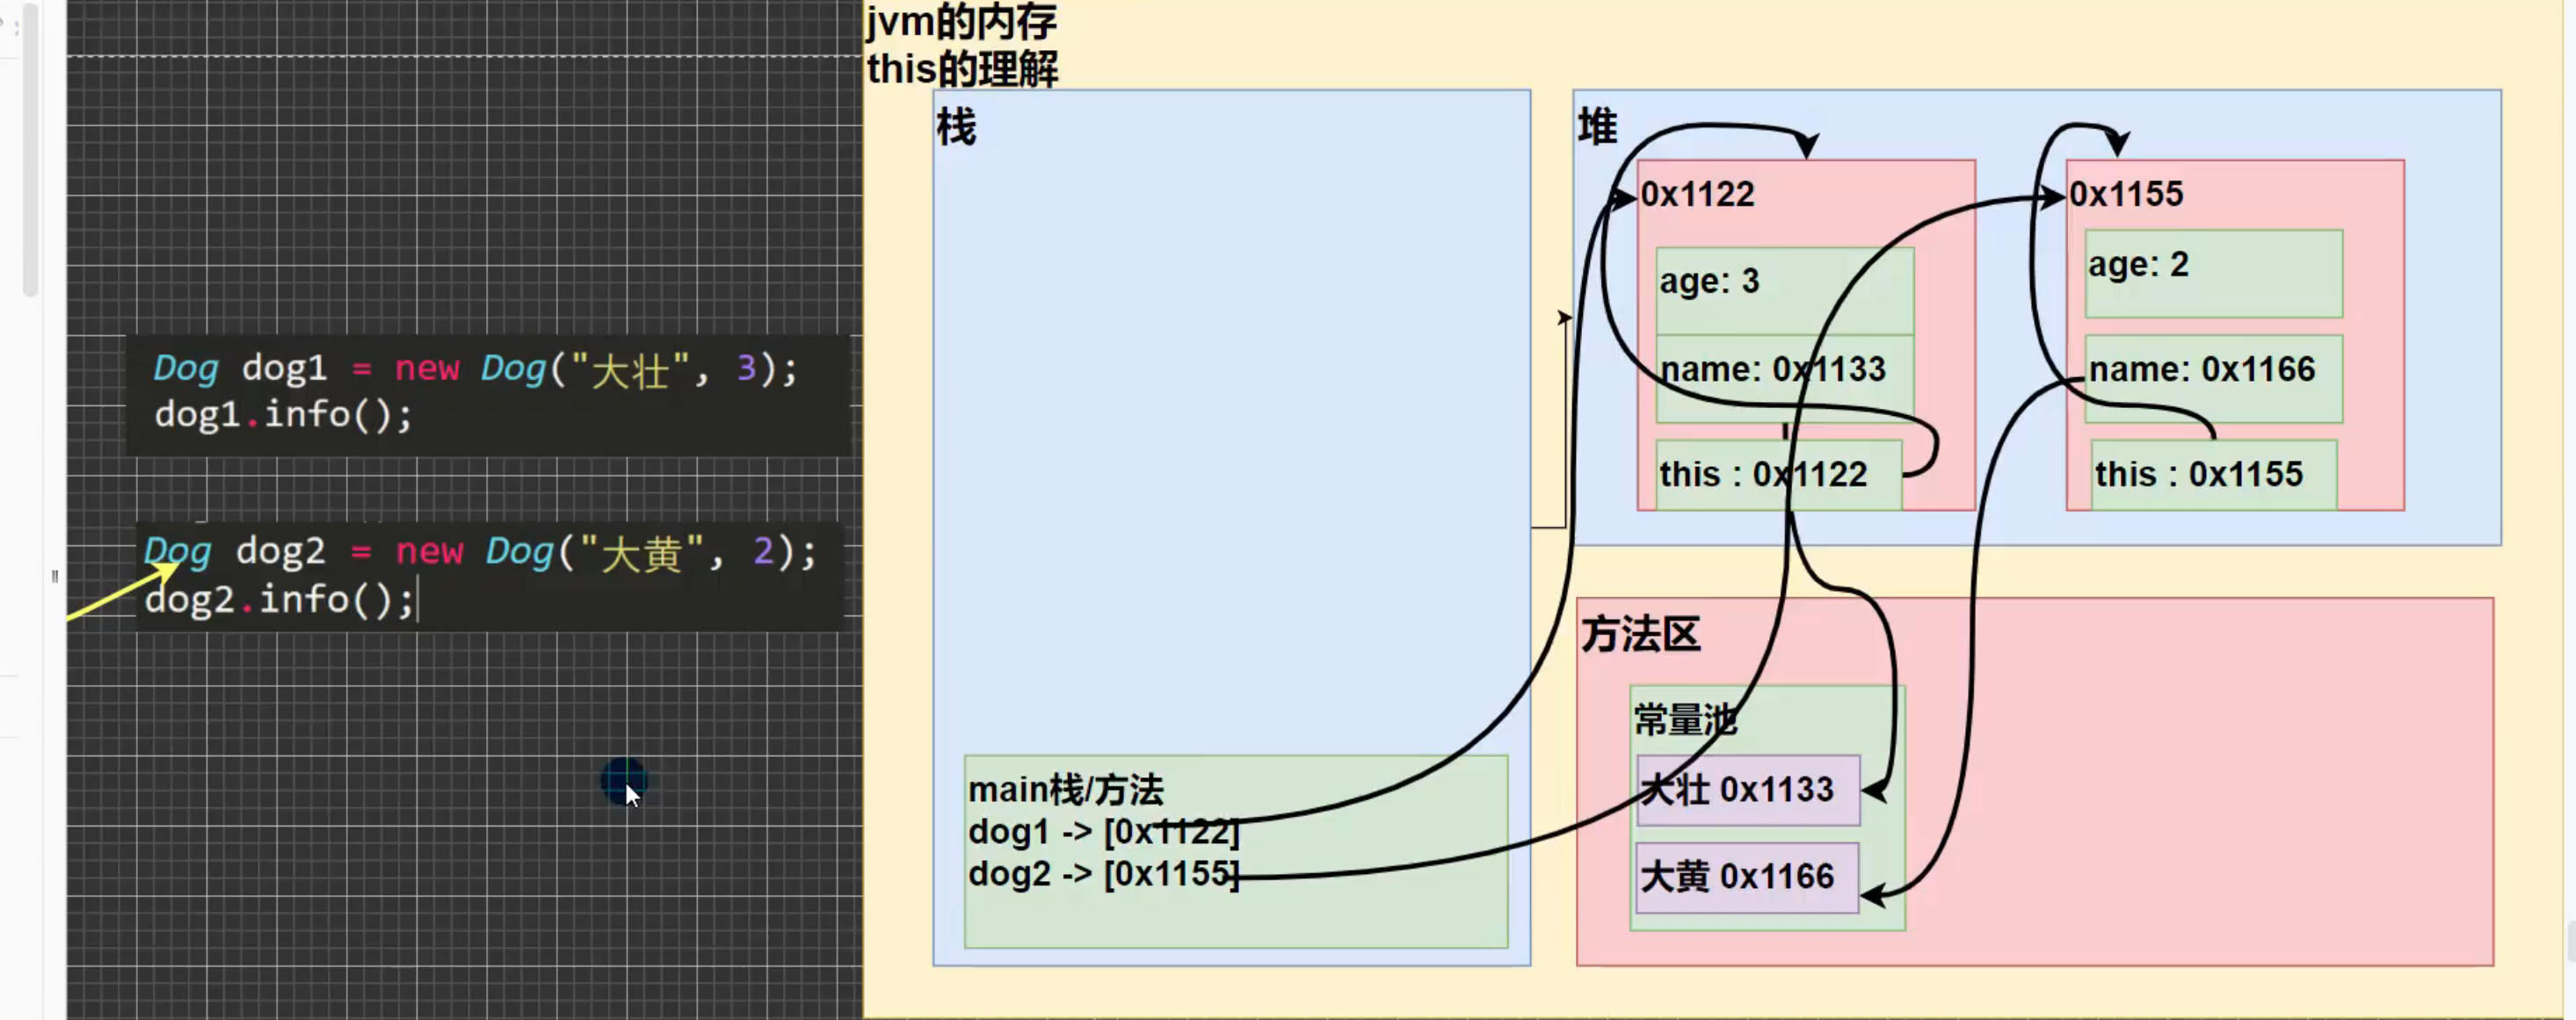 Dog dog1 = new Dog("大壮", 3);
dog1.info();
Dog dog2 = new Dog("大黄", 2);
dog2.info();
jvm的内存
this的理解
栈
main栈/方法
dog1 -> [0x1122]
dog2 -> [0x1155]
堆
0x1122
age: 3
name: 0x1133
this : 0x1122
0x1155
age: 2
name: 0x1166
this : 0x1155
方法区
常量池
大壮 0x1133
大黄 0x1166